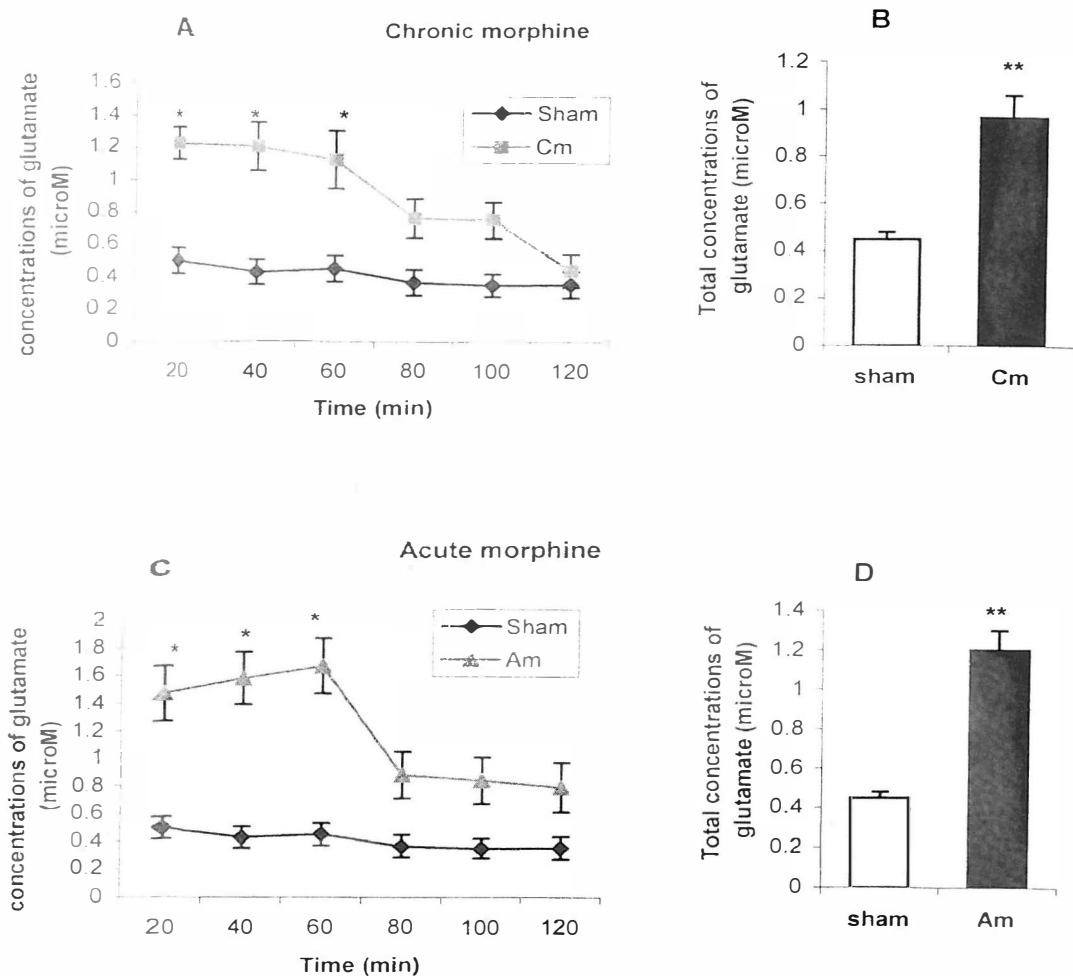 A
Chronic morphine
concentrations of glutamate
(microM)
1.6
1.4
1.2
1
0.8
0.6
0.4
0 2
0
*
*
*
Sham
Cm
20 40 60 80 100 120
Time (min)
B
Total concentrations of
glutamate (microM)
1.2
1
0.8
0.6
0.4
0 2
0
**
sham Cm
C
Acute morphine
concentrations of glutamate
(microM)
2
1.8
1.6
1.4
1.2
1
0.8
0.6
0.4
0.2
0
*
*
*
Sham
Am
20 40 60 80 100 120
Time (min)
D
Total concentrations of
glutamate (microM)
1.4
1.2
1
0.8
0.6
0.4
0.2
0
**
sham Am